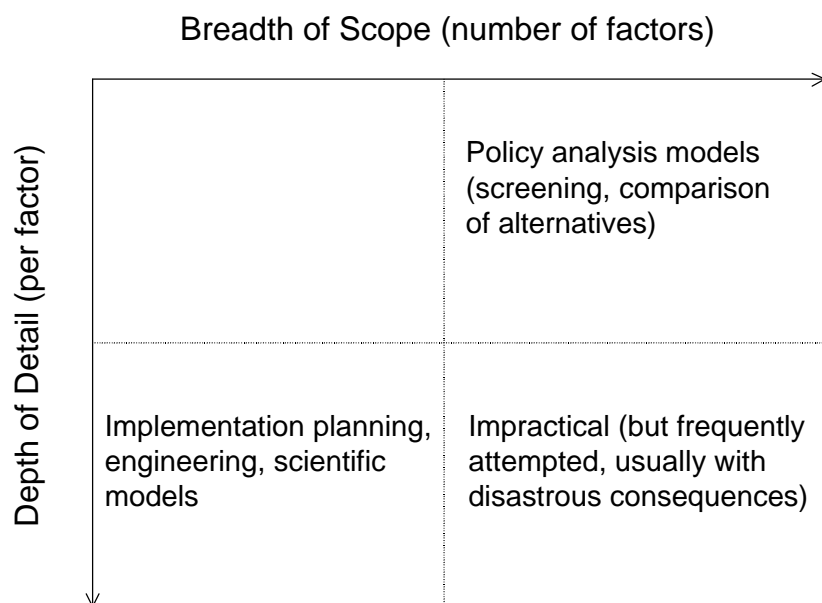 Breadth of Scope (number of factors)
Depth of Detail (per factor)
Policy analysis models
(screening, comparison
of alternatives)
Implementation planning,
engineering, scientific
models
Impractical (but frequently
attempted, usually with
disastrous consequences)